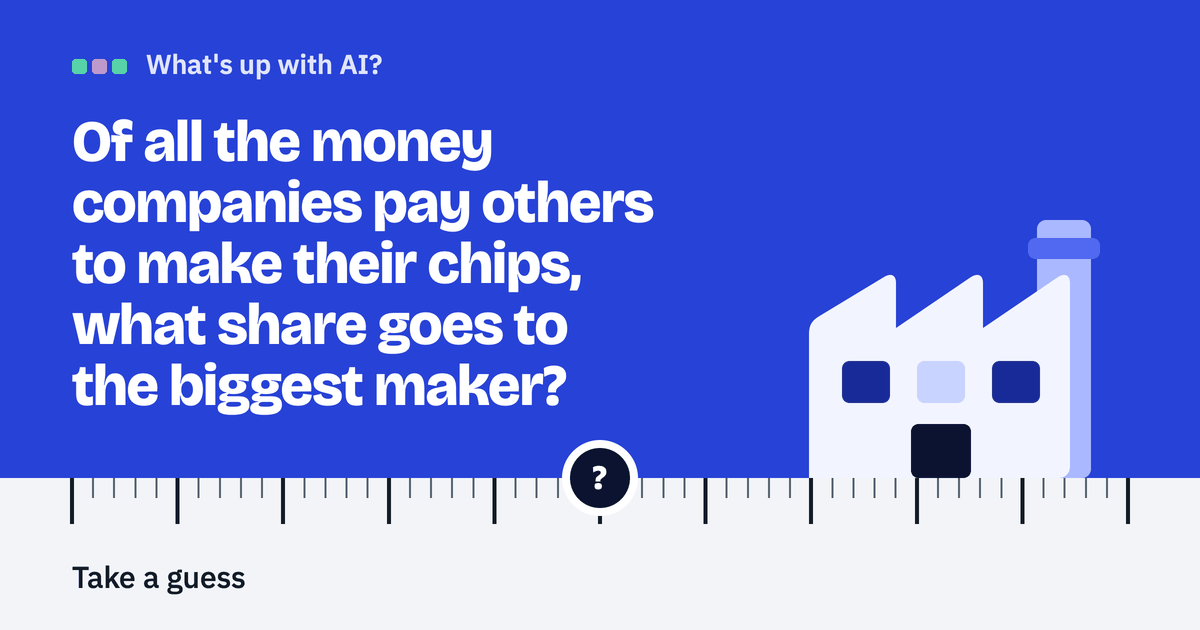 What's up with AI?
Of all the money
companies pay others
to make their chips,
what share goes to
the biggest maker?
?
Take a guess